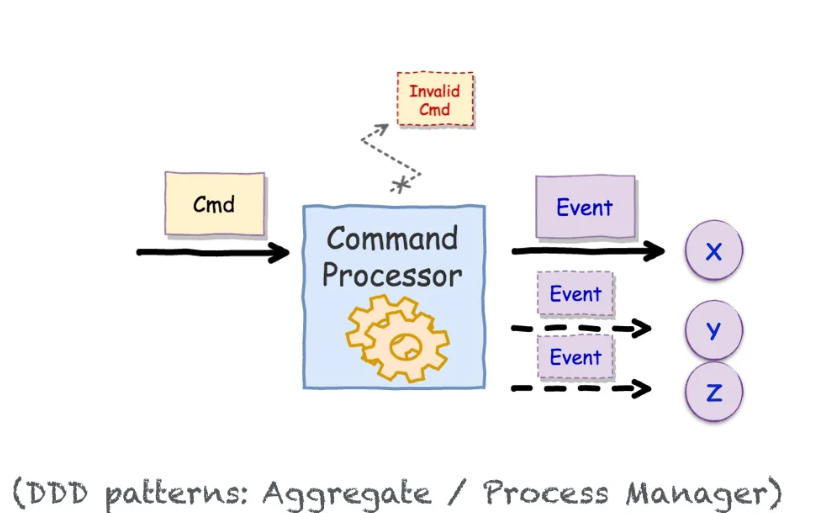 Invalid
Cmd
Cmd
Command
Processor
Event
X
Event
Y
Event
Z
(DDD patterns: Aggregate / Process Manager)